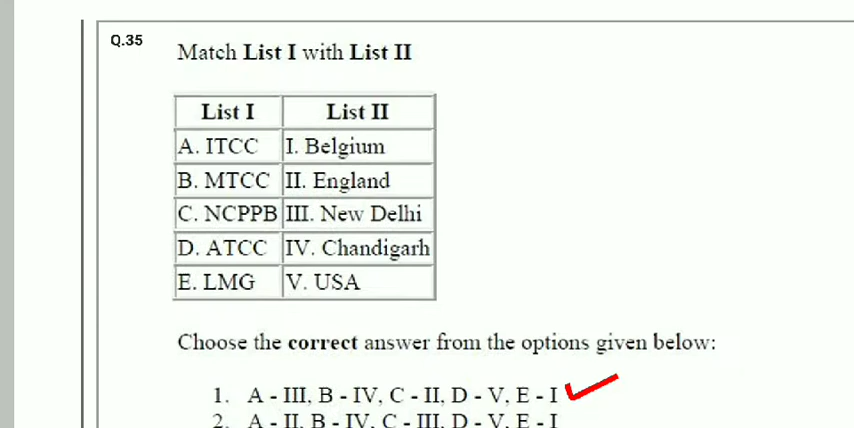 Q.35
Match List I with List II
List I List II
A. ITCC I. Belgium
B. MTCC II. England
C. NCPPB III. New Delhi
D. ATCC IV. Chandigarh
E. LMG V. USA
Choose the correct answer from the options given below:
1. A - III, B - IV, C - II, D - V, E - I
2. A - II, B - IV, C - III, D - V, E - I